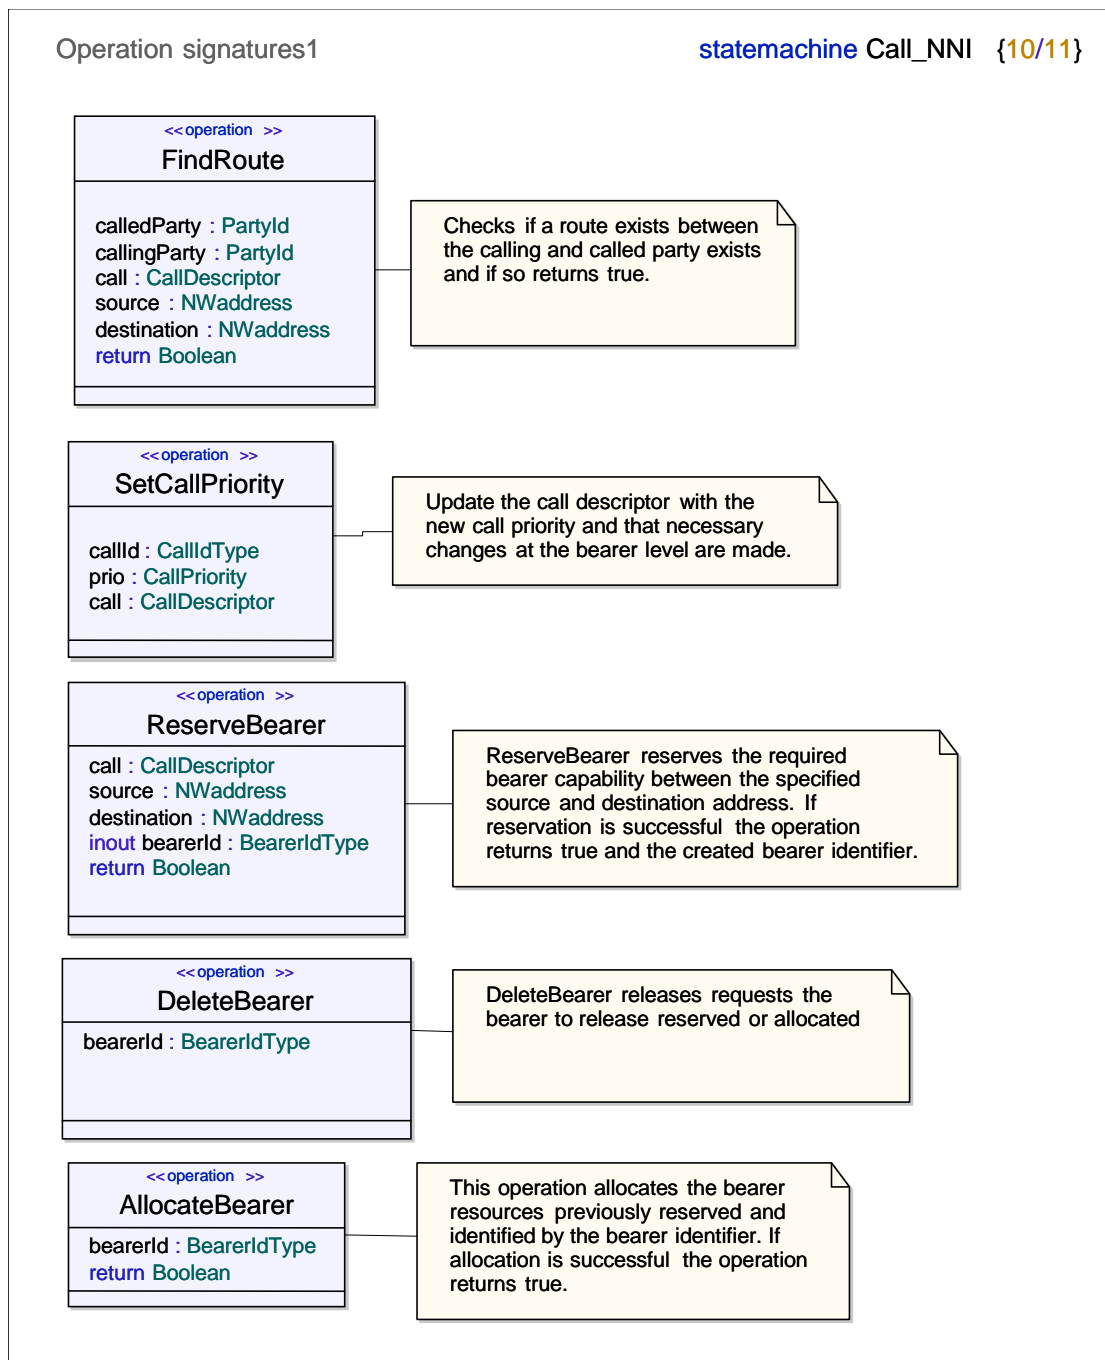 Operation signatures1
statemachine Call_NNI {10/11}
<<operation >>
FindRoute
calledParty : PartyId
callingParty : PartyId
call : CallDescriptor
source : NWaddress
destination : NWaddress
return Boolean
Checks if a route exists between
the calling and called party exists
and if so returns true.
<<operation >>
SetCallPriority
callId : CallIdType
prio : CallPriority
call : CallDescriptor
Update the call descriptor with the
new call priority and that necessary
changes at the bearer level are made.
<<operation >>
ReserveBearer
call : CallDescriptor
source : NWaddress
destination : NWaddress
inout bearerId : BearerIdType
return Boolean
ReserveBearer reserves the required
bearer capability between the specified
source and destination address. If
reservation is successful the operation
returns true and the created bearer identifier.
<<operation >>
DeleteBearer
bearerId : BearerIdType
DeleteBearer releases requests the
bearer to release reserved or allocated
<<operation >>
AllocateBearer
bearerId : BearerIdType
return Boolean
This operation allocates the bearer
resources previously reserved and
identified by the bearer identifier. If
allocation is successful the operation
returns true.